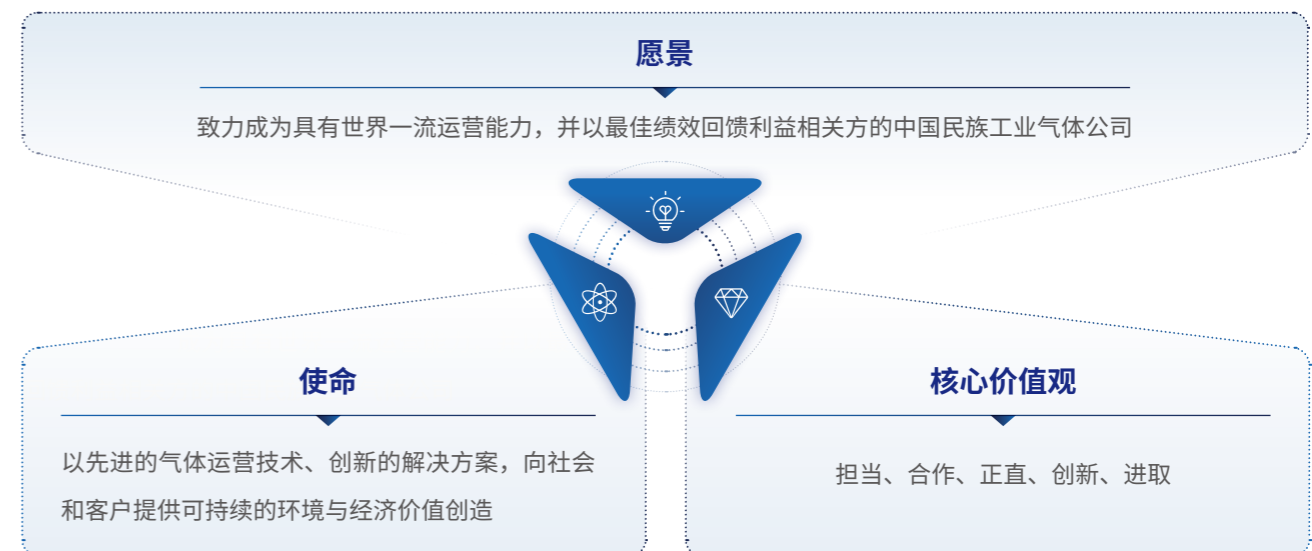 愿景
致力成为具有世界一流运营能力，并以最佳绩效回馈利益相关方的中国民族工业气体公司
使命
以先进的气体运营技术、创新的解决方案，向社会
和客户提供可持续的环境与经济价值创造
核心价值观
担当、合作、正直、创新、进取